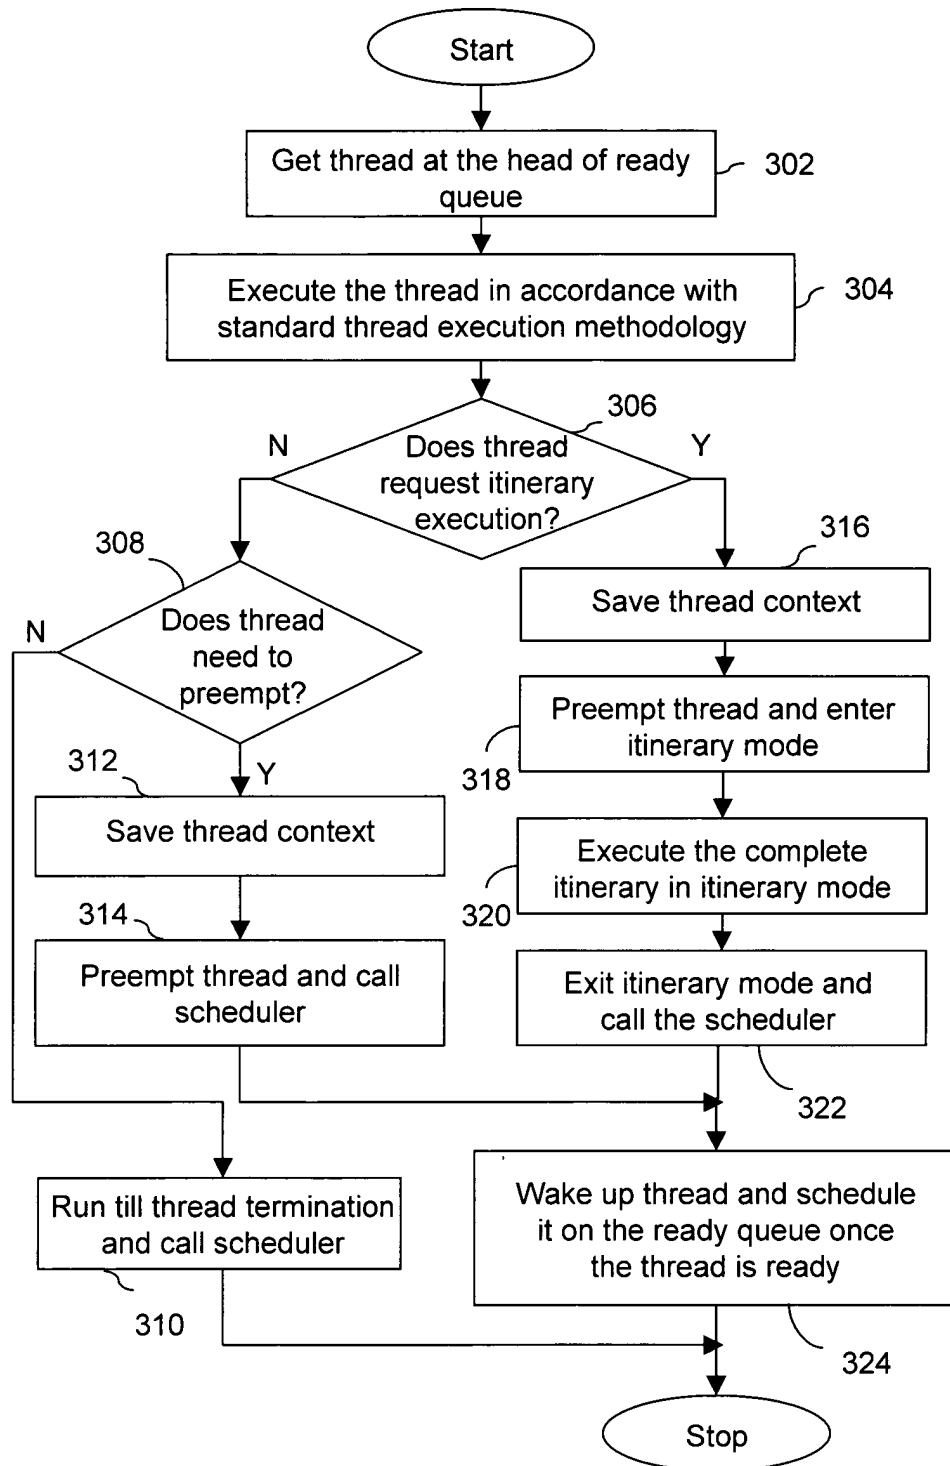 Start
Get thread at the head of ready
queue
302
Execute the thread in accordance with
standard thread execution methodology
304
306
N
Does thread
request itinerary
execution?
Y
308
316
Save thread context
N
Does thread
need to
preempt?
Preempt thread and enter
itinerary mode
318
312
Y
Save thread context
Execute the complete
itinerary in itinerary mode
320
314
Preempt thread and call
scheduler
Exit itinerary mode and
call the scheduler
322
Run till thread termination
and call scheduler
310
Wake up thread and schedule
it on the ready queue once
the thread is ready
324
Stop